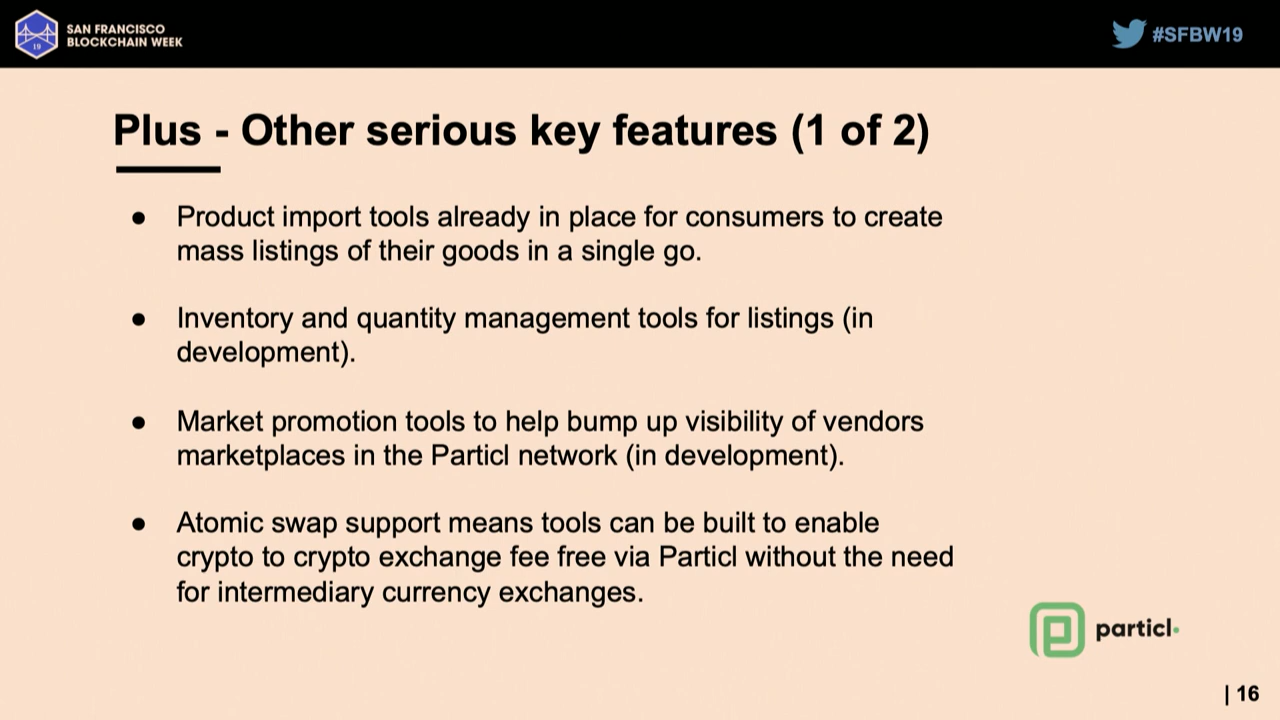 SAN FRANCISCO
BLOCKCHAIN WEEK
19
#SFBW19
Plus - Other serious key features (1 of 2)
● Product import tools already in place for consumers to create
mass listings of their goods in a single go.
● Inventory and quantity management tools for listings (in
development).
● Market promotion tools to help bump up visibility of vendors
marketplaces in the Particl network (in development).
● Atomic swap support means tools can be built to enable
crypto to crypto exchange fee free via Particl without the need
for intermediary currency exchanges.
particl
| 16